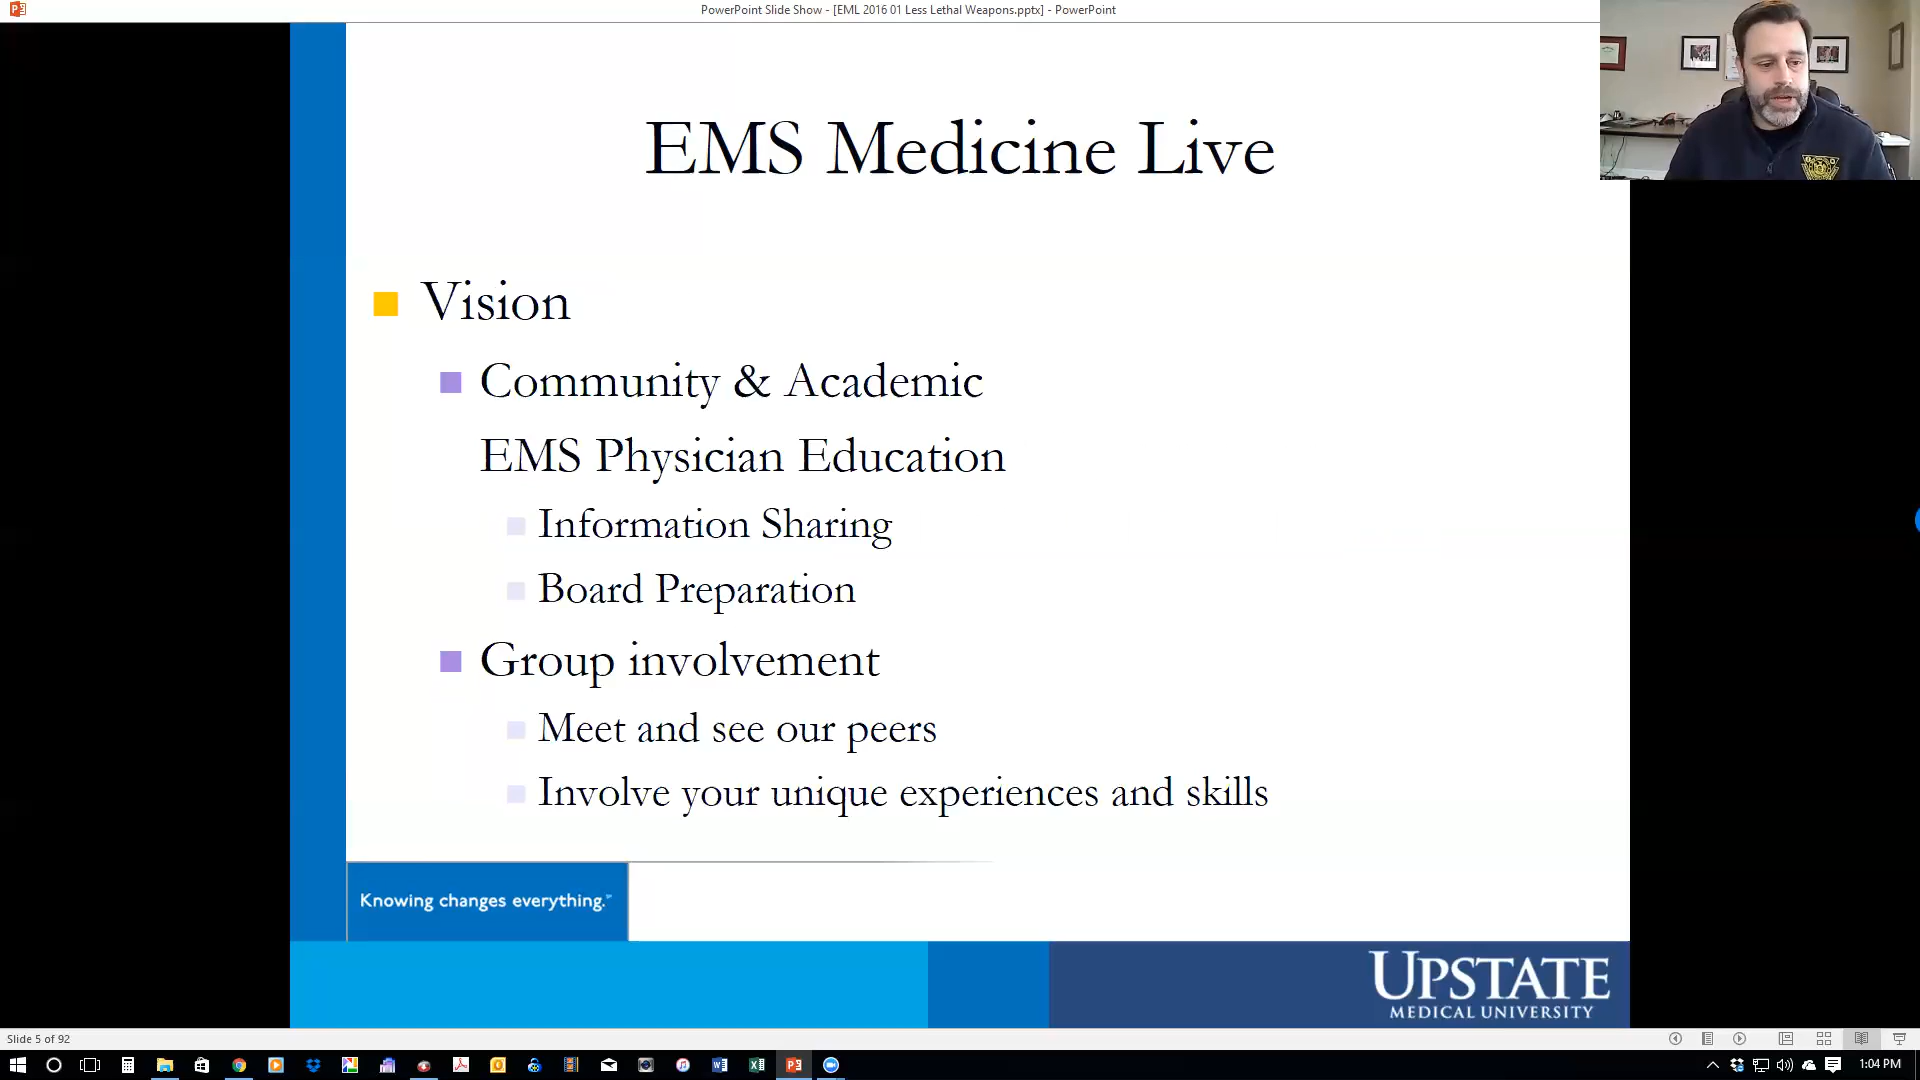 PowerPoint Slide Show - [EML 2016 01 Less Lethal Weapons.pptx] - PowerPoint
EMS Medicine Live
Vision
Community & Academic
EMS Physician Education
Information Sharing
Board Preparation
Group involvement
Meet and see our peers
Involve your unique experiences and skills
Knowing changes everything.
UPSTATE
MEDICAL UNIVERSITY
Slide 5 of 92
1:04 PM